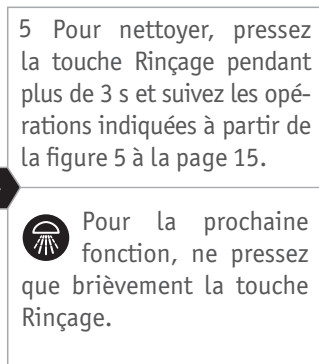 5 Pour nettoyer, pressez
la touche Rinçage pendant
plus de 3 s et suivez les opé-
rations indiquées à partir de
la figure 5 à la page 15.
Pour la prochaine
fonction, ne pressez
que brièvement la touche
Rinçage.